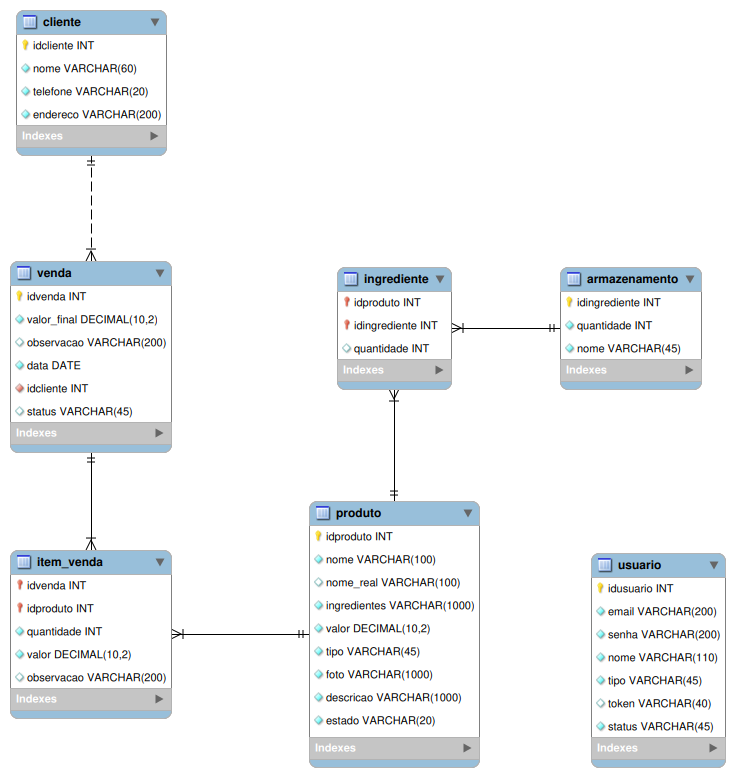 cliente
idcliente INT
nome VARCHAR(60)
telefone VARCHAR(20)
endereco VARCHAR(200)
Indexes
venda
idvenda INT
valor_final DECIMAL(10,2)
observacao VARCHAR(200)
data DATE
idcliente INT
status VARCHAR(45)
Indexes
ingrediente
idproduto INT
idingrediente INT
quantidade INT
Indexes
armazenamento
idingrediente INT
quantidade INT
nome VARCHAR(45)
Indexes
item_venda
idvenda INT
idproduto INT
quantidade INT
valor DECIMAL(10,2)
observacao VARCHAR(200)
Indexes
produto
idproduto INT
nome VARCHAR(100)
nome_real VARCHAR(100)
ingredientes VARCHAR(1000)
valor DECIMAL(10,2)
tipo VARCHAR(45)
foto VARCHAR(1000)
descricao VARCHAR(1000)
estado VARCHAR(20)
Indexes
usuario
idusuario INT
email VARCHAR(200)
senha VARCHAR(200)
nome VARCHAR(110)
tipo VARCHAR(45)
token VARCHAR(40)
status VARCHAR(45)
Indexes